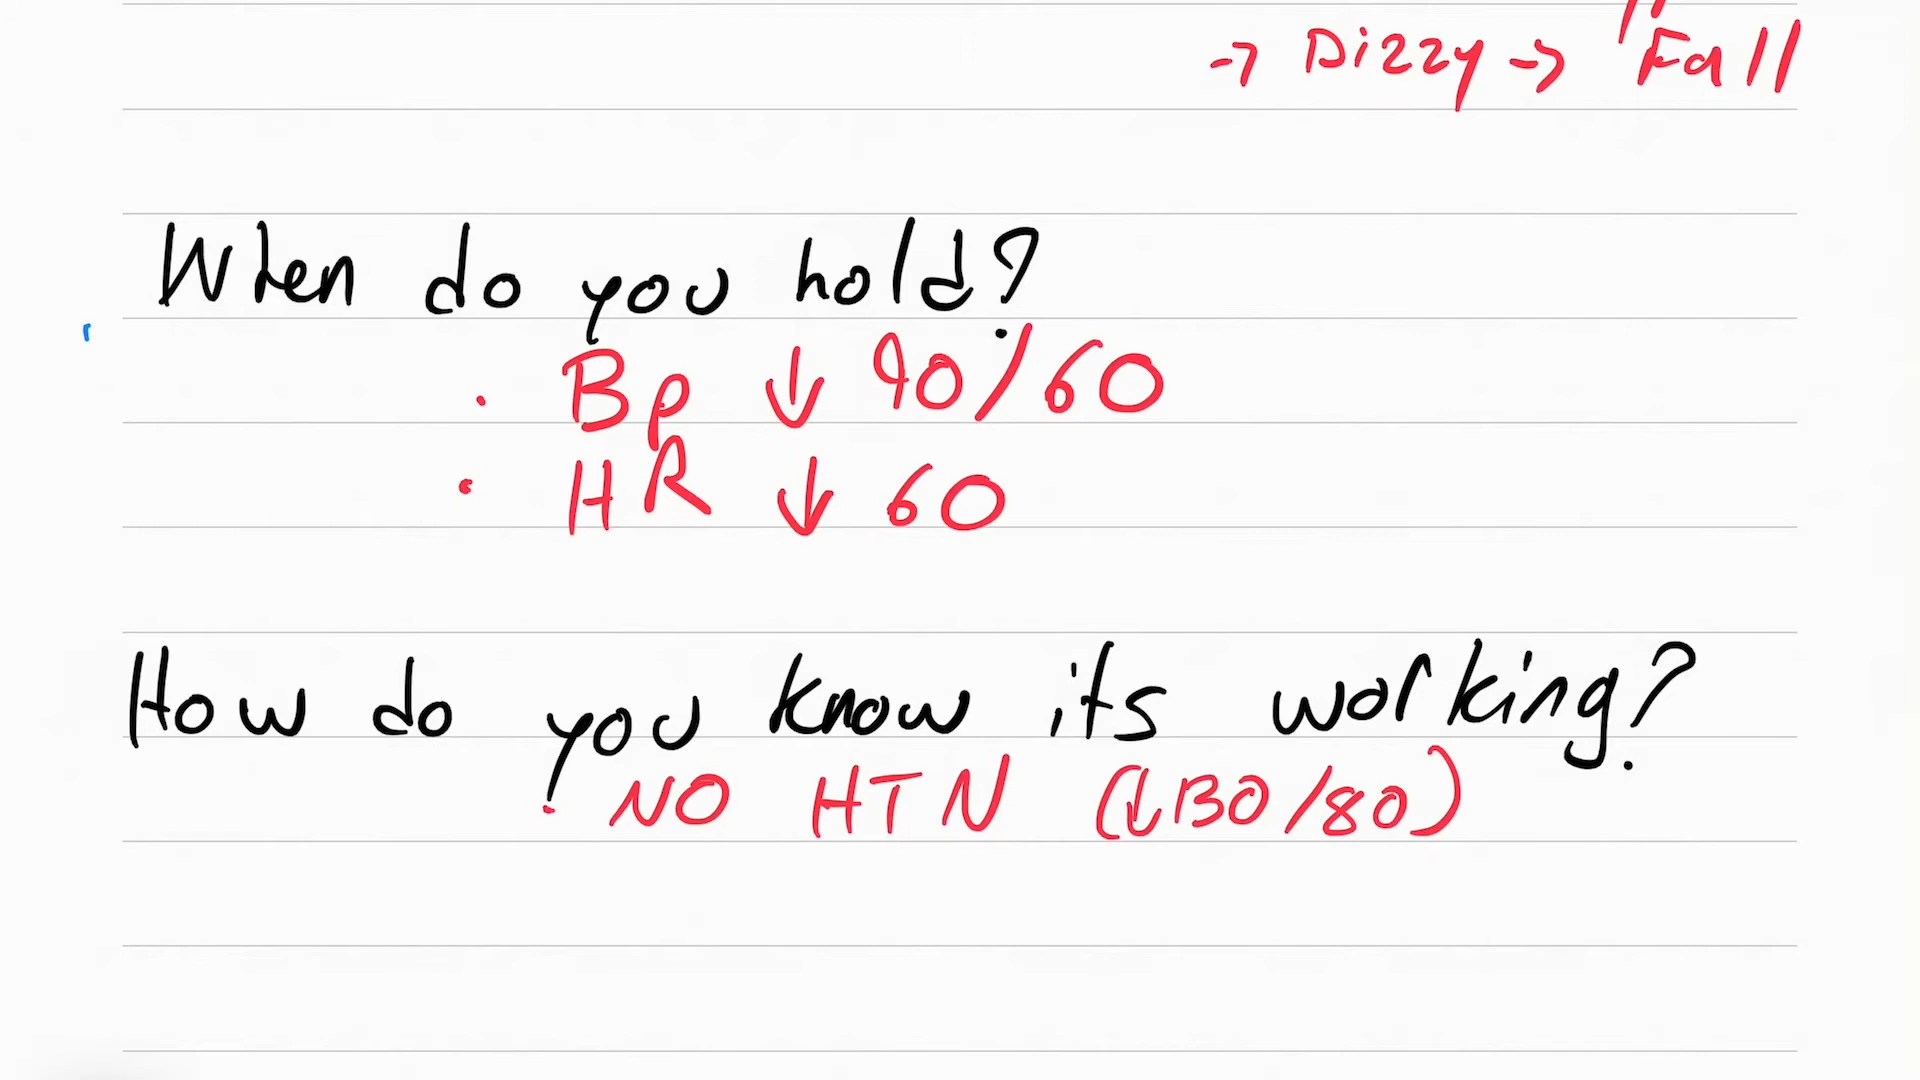 → Dizzy → Fall
When do you hold?
• Bp ↓ 90/60
• HR ↓ 60
How do you know its working?
• NO HTN (↓130/80)